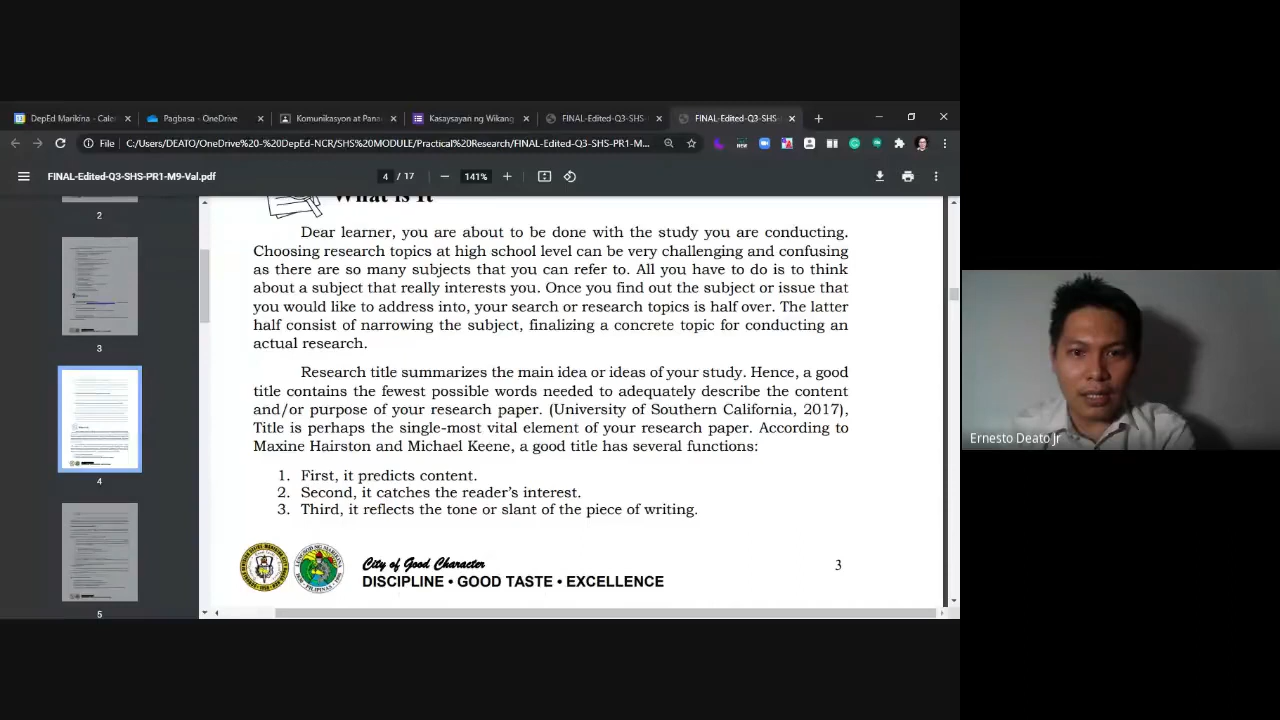 DepEd Marikina - Cale
Pagbasa - OneDrive
Komunikasyon at Pana
Kasaysayan ng Wikang
FINAL-Edited-Q3-SHS-
FINAL-Edited-Q3-SHS-
File
C:/Users/DEATO/OneDrive%20-%20DepEd-NCR/SHS%20MODULE/Practical%20Research/FINAL-Edited-Q3-SHS-PR1-M...
FINAL-Edited-Q3-SHS-PR1-M9-Val.pdf
4 / 17
141%
2
3
4
5
What is It
Dear learner, you are about to be done with the study you are conducting.
Choosing research topics at high school level can be very challenging and confusing
as there are so many subjects that you can refer to. All you have to do is to think
about a subject that really interests you. Once you find out the subject or issue that
you would like to address into, your search or research topics is half over. The latter
half consist of narrowing the subject, finalizing a concrete topic for conducting an
actual research.
Research title summarizes the main idea or ideas of your study. Hence, a good
title contains the fewest possible words needed to adequately describe the content
and/or purpose of your research paper. (University of Southern California, 2017),
Title is perhaps the single-most vital element of your research paper. According to
Maxine Hairston and Michael Keene, a good title has several functions:
1. First, it predicts content.
2. Second, it catches the reader's interest.
3. Third, it reflects the tone or slant of the piece of writing.
City of Good Character
DISCIPLINE • GOOD TASTE • EXCELLENCE
3
Ernesto Deato Jr